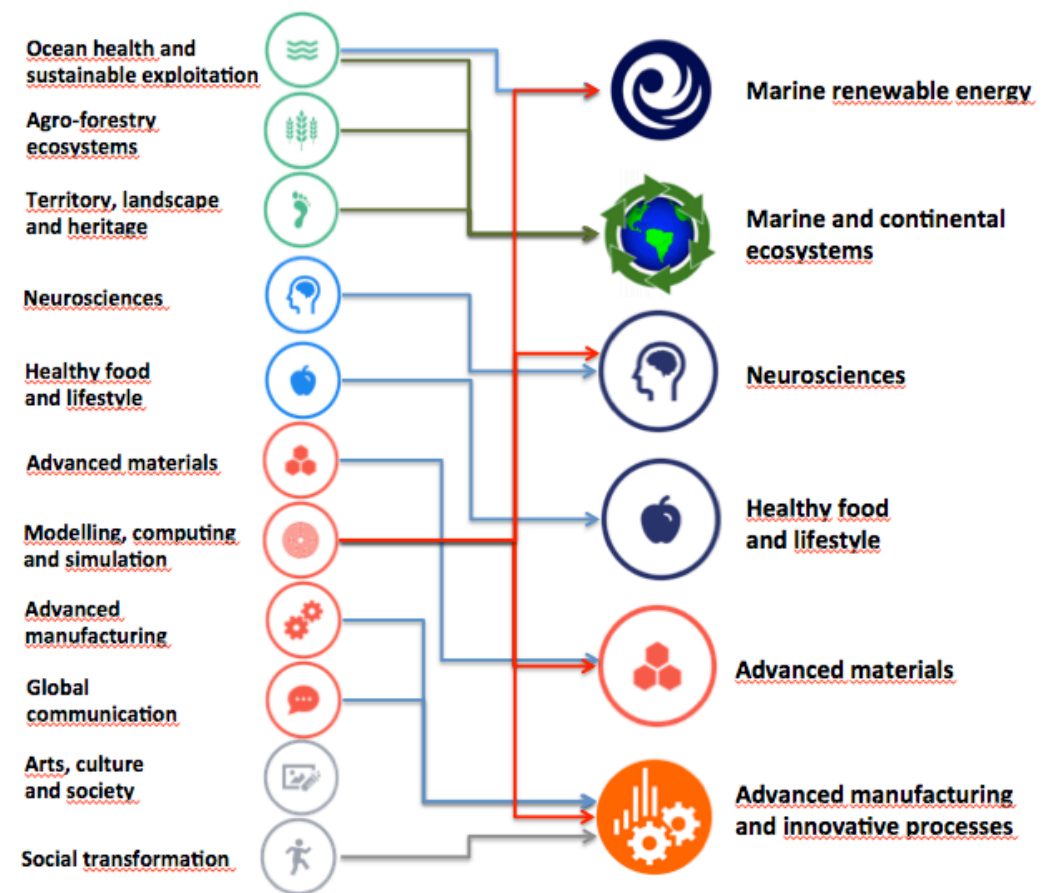 Ocean health and
sustainable exploitation
Agro-forestry
ecosystems
Territory, landscape
and heritage
Neurosciences
Healthy food
and lifestyle
Advanced materials
Modelling, computing
and simulation
Advanced
manufacturing
Global
communication
Arts, culture
and society
Social transformation
Marine renewable energy
Marine and continental
ecosystems
Neurosciences
Healthy food
and lifestyle
Advanced materials
Advanced manufacturing
and innovative processes